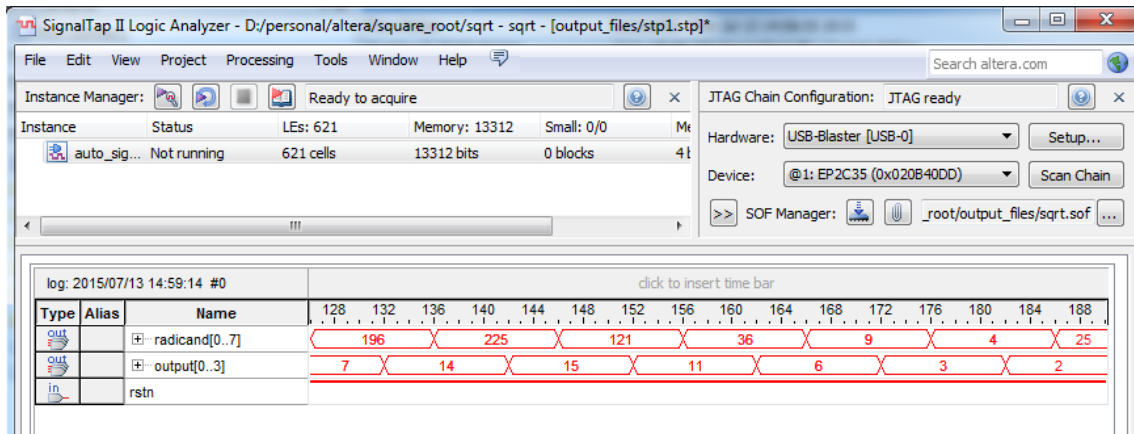 SignalTap II Logic Analyzer - D:/personal/altera/square_root/sqrt - sqrt - [output_files/stp1.stp]*
File Edit View Project Processing Tools Window Help
Search altera.com
Instance Manager: Ready to acquire
JTAG Chain Configuration: JTAG ready
Instance Status LEs: 621 Memory: 13312 Small: 0/0 Me
auto_sig... Not running 621 cells 13312 bits 0 blocks 4 b
Hardware: USB-Blaster [USB-0] Setup...
Device: @1: EP2C35 (0x020B40DD) Scan Chain
>> SOF Manager: _root/output_files/sqrt.sof ...
log: 2015/07/13 14:59:14 #0 click to insert time bar
Type Alias Name 128 132 136 140 144 148 152 156 160 164 168 172 176 180 184 188
out radicand[0..7] 196 225 121 36 9 4 25
out output[0..3] 7 14 15 11 6 3 2
in rstn